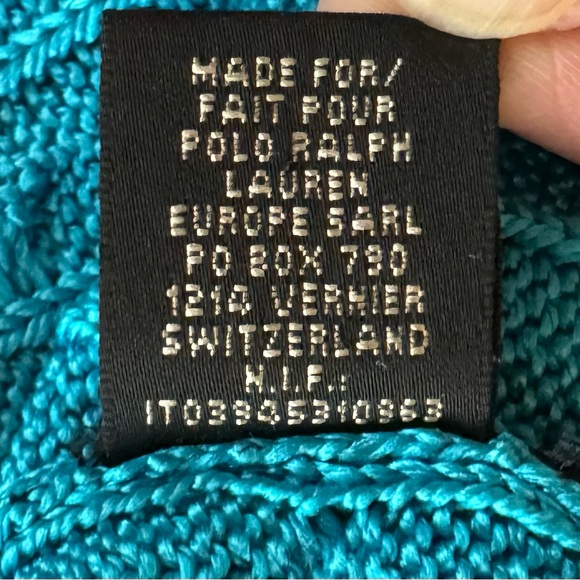 MADE FOR/
FAIT POUR
POLO RALPH
LAUREN
EUROPE SARL
PO BOX 790
1214 VERNIER
SWITZERLAND
N.I.F.:
IT03945310963